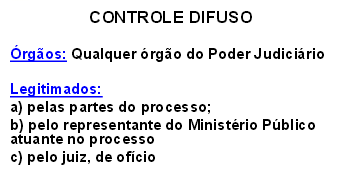 CONTROLE DIFUSO
Órgãos: Qualquer órgão do Poder Judiciário
Legitimados:
a) pelas partes do processo;
b) pelo representante do Ministério Público
atuante no processo
c) pelo juiz, de ofício